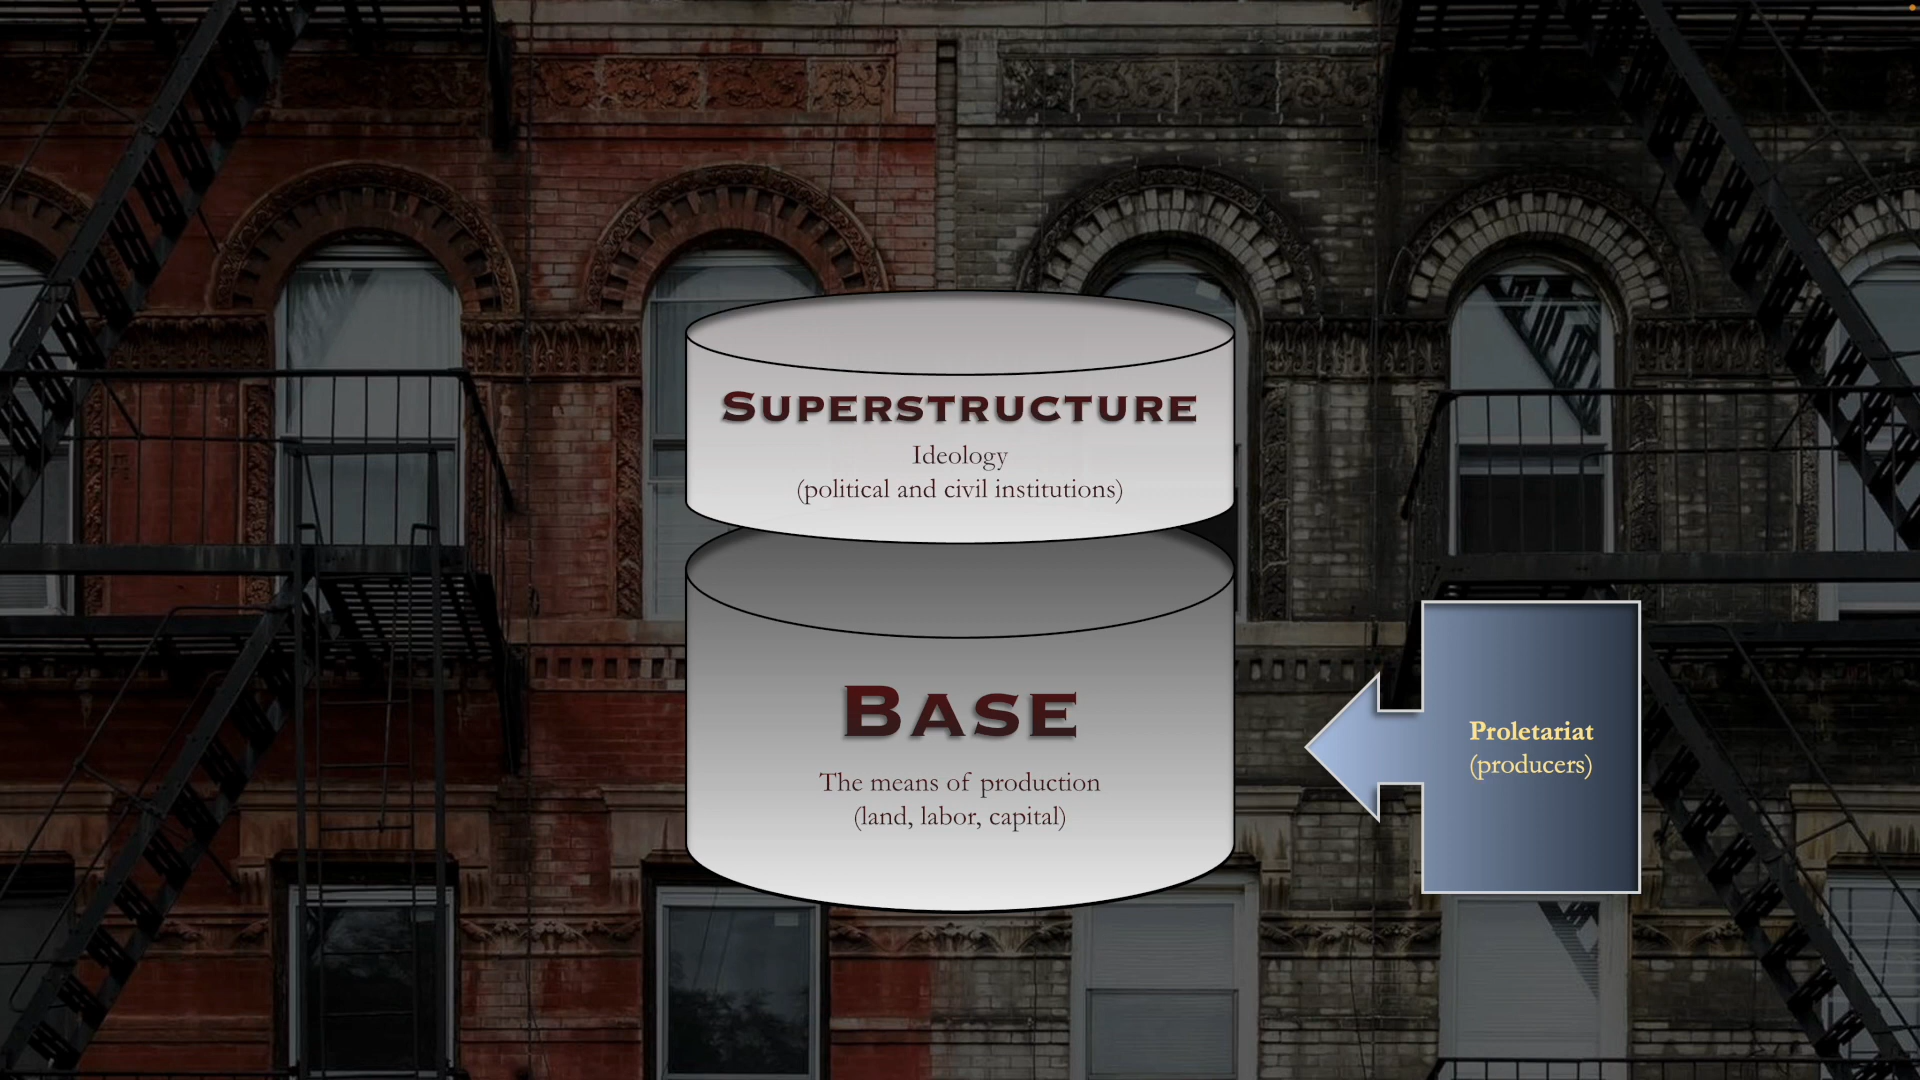 Superstructure
Ideology
(political and civil institutions)
Base
The means of production
(land, labor, capital)
Proletariat
(producers)